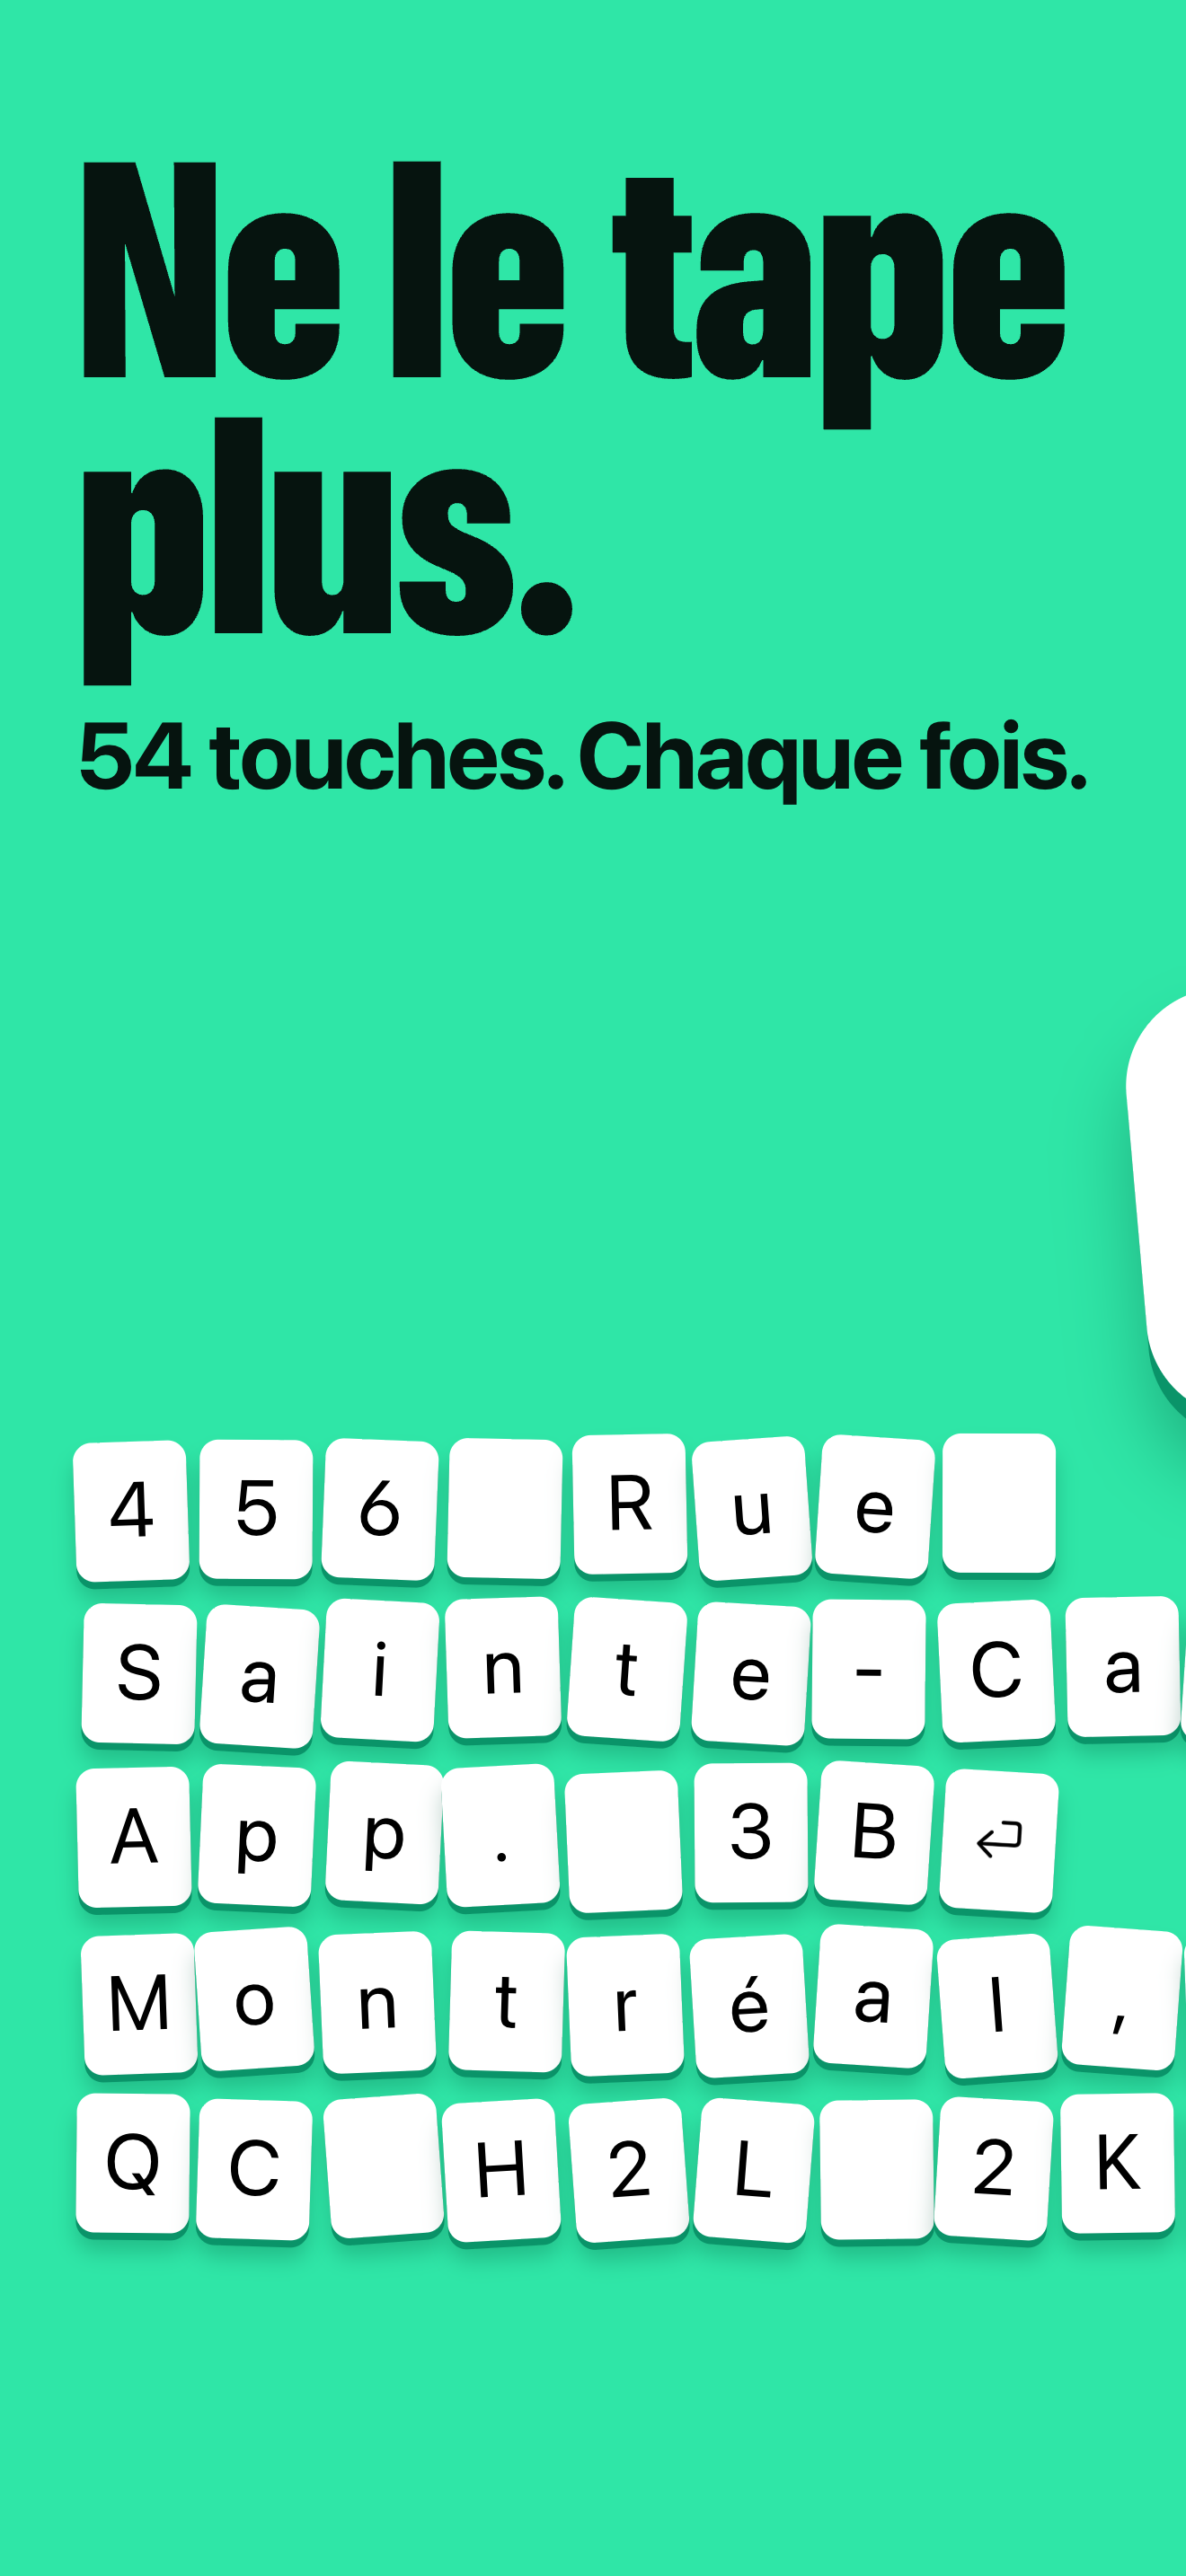 Ne le tape
plus.
54 touches. Chaque fois.
456 Rue
Sainte-Ca
App. 3B ↵
Montréal,
QC H2L 2K